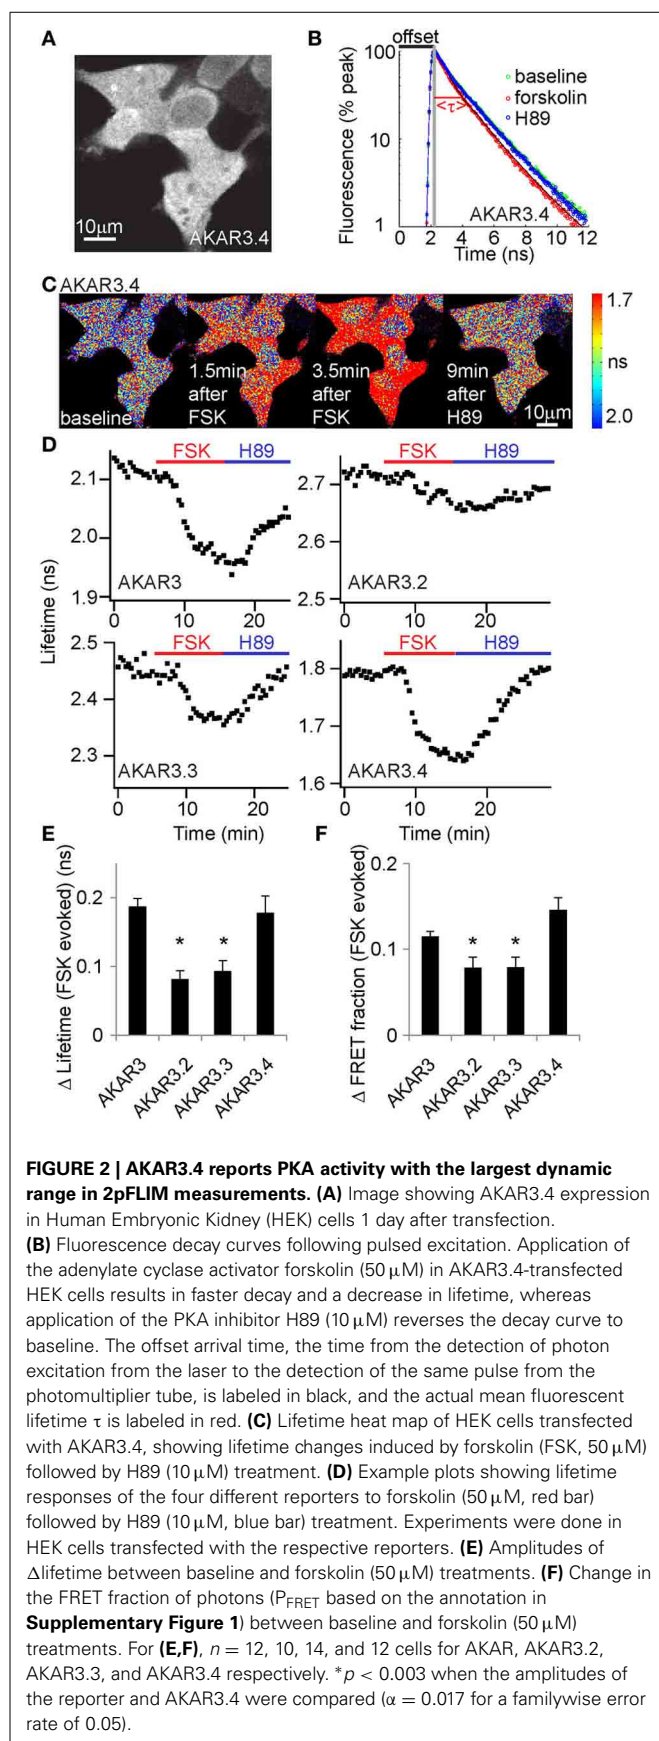 A
AKAR3.4
10μm
B
offset
Fluorescence (% peak)
100
10
1
baseline
forskolin
H89
<τ>
AKAR3.4
0 2 4 6 8 10 12
Time (ns)
C
AKAR3.4
baseline
1.5min
after
FSK
3.5min
after
FSK
9min
after
H89
10μm
1.7
ns
2.0
D
Lifetime (ns)
FSK H89
2.1
2.0
1.9
AKAR3
0 10 20
FSK H89
2.7
2.6
2.5
AKAR3.2
0 10 20
FSK H89
2.5
2.4
2.3
AKAR3.3
0 10 20
Time (min)
FSK H89
1.8
1.7
1.6
AKAR3.4
0 10 20
Time (min)
E
Δ Lifetime (FSK evoked) (ns)
0.2
0.1
0
* *
AKAR3
AKAR3.2
AKAR3.3
AKAR3.4
F
Δ FRET fraction (FSK evoked)
0.2
0.1
0
* *
AKAR3
AKAR3.2
AKAR3.3
AKAR3.4
FIGURE 2 | AKAR3.4 reports PKA activity with the largest dynamic
range in 2pFLIM measurements. (A) Image showing AKAR3.4 expression
in Human Embryonic Kidney (HEK) cells 1 day after transfection.
(B) Fluorescence decay curves following pulsed excitation. Application of
the adenylate cyclase activator forskolin (50 μM) in AKAR3.4-transfected
HEK cells results in faster decay and a decrease in lifetime, whereas
application of the PKA inhibitor H89 (10 μM) reverses the decay curve to
baseline. The offset arrival time, the time from the detection of photon
excitation from the laser to the detection of the same pulse from the
photomultiplier tube, is labeled in black, and the actual mean fluorescent
lifetime τ is labeled in red. (C) Lifetime heat map of HEK cells transfected
with AKAR3.4, showing lifetime changes induced by forskolin (FSK, 50 μM)
followed by H89 (10 μM) treatment. (D) Example plots showing lifetime
responses of the four different reporters to forskolin (50 μM, red bar)
followed by H89 (10 μM, blue bar) treatment. Experiments were done in
HEK cells transfected with the respective reporters. (E) Amplitudes of
Δlifetime between baseline and forskolin (50 μM) treatments. (F) Change in
the FRET fraction of photons (PFRET based on the annotation in
Supplementary Figure 1) between baseline and forskolin (50 μM)
treatments. For (E,F), n = 12, 10, 14, and 12 cells for AKAR, AKAR3.2,
AKAR3.3, and AKAR3.4 respectively. *p < 0.003 when the amplitudes of
the reporter and AKAR3.4 were compared (α = 0.017 for a familywise error
rate of 0.05).